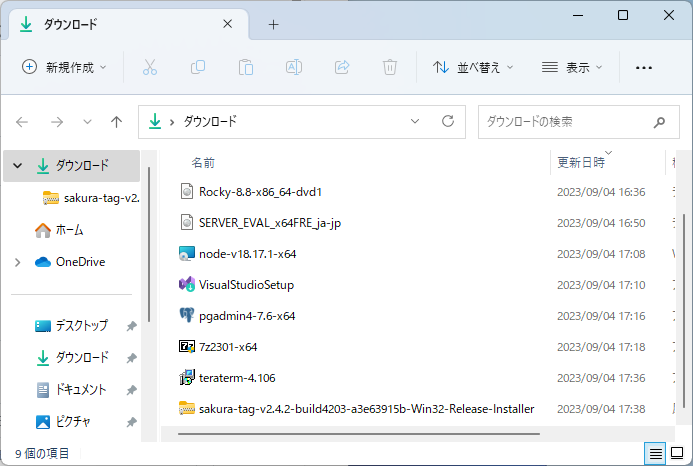 ダウンロード
新規作成
並べ替え
表示
ダウンロード
ダウンロードの検索
ダウンロード
sakura-tag-v2.
ホーム
OneDrive
デスクトップ
ダウンロード
ドキュメント
ピクチャ
名前 更新日時
Rocky-8.8-x86_64-dvd1 2023/09/04 16:36
SERVER_EVAL_x64FRE_ja-jp 2023/09/04 16:50
node-v18.17.1-x64 2023/09/04 17:08
VisualStudioSetup 2023/09/04 17:10
pgadmin4-7.6-x64 2023/09/04 17:16
7z2301-x64 2023/09/04 17:18
teraterm-4.106 2023/09/04 17:36
sakura-tag-v2.4.2-build4203-a3e63915b-Win32-Release-Installer 2023/09/04 17:38
9 個の項目